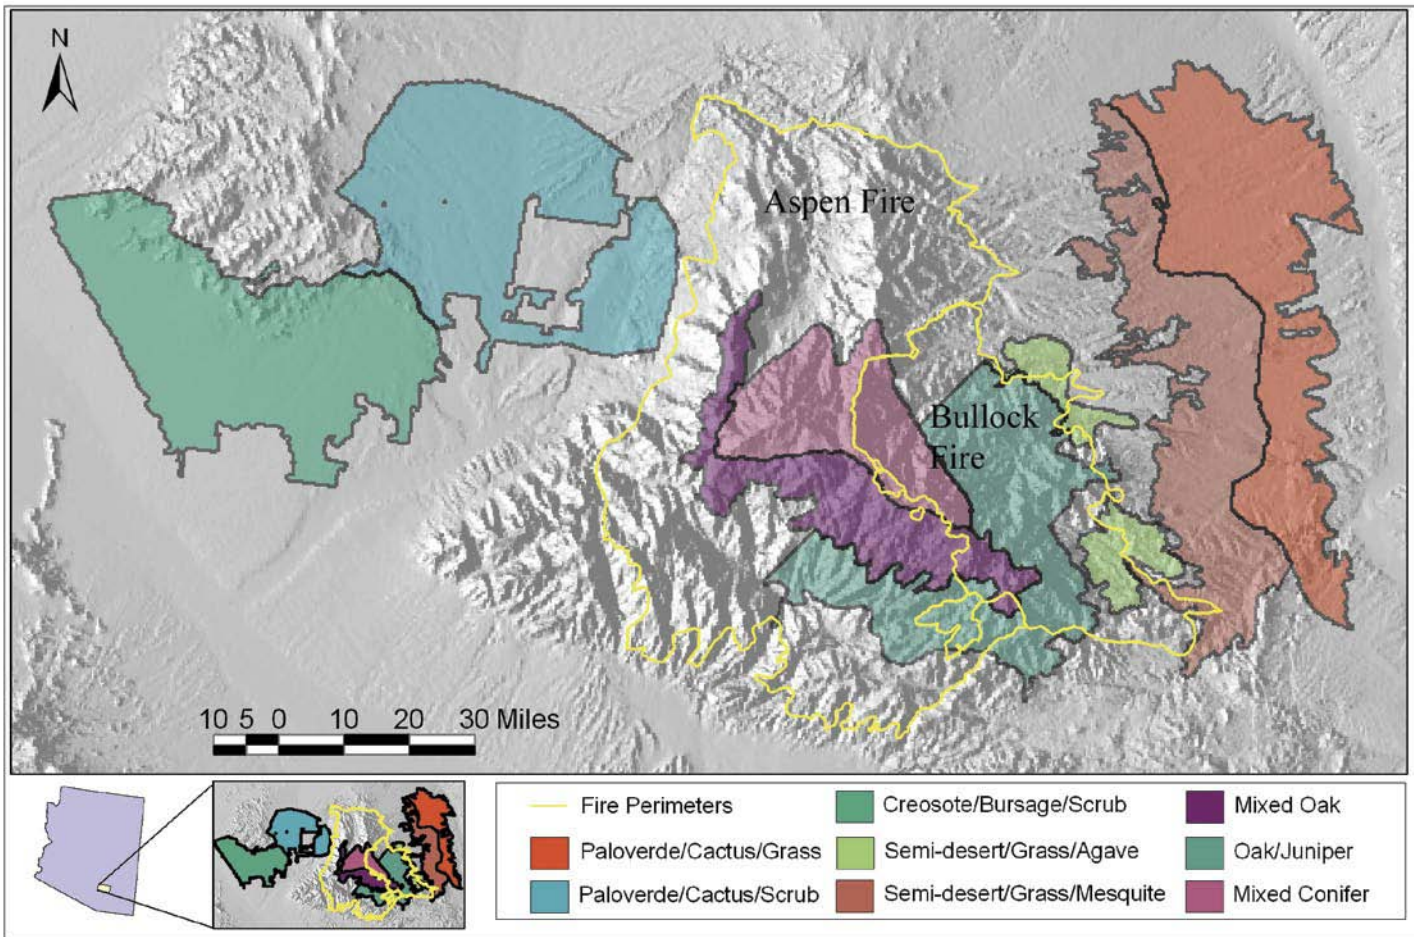 N
Aspen Fire
Bullock
Fire
10 5 0 10 20 30 Miles
Fire Perimeters
Creosote/Bursage/Scrub
Mixed Oak
Paloverde/Cactus/Grass
Semi-desert/Grass/Agave
Oak/Juniper
Paloverde/Cactus/Scrub
Semi-desert/Grass/Mesquite
Mixed Conifer